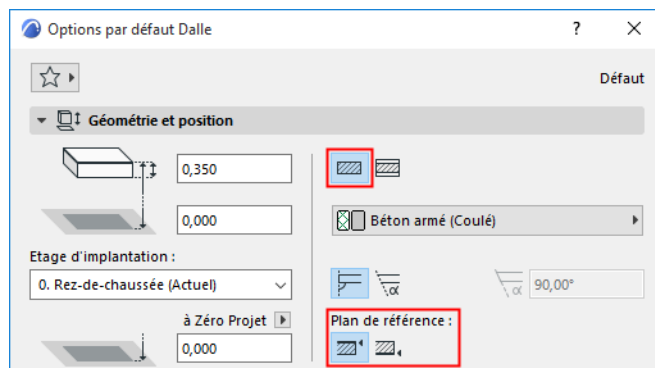 Options par défaut Dalle
?
Défaut
Géométrie et position
0,350
0,000
Béton armé (Coulé)
Etage d'implantation :
0. Rez-de-chaussée (Actuel)
α
α
90,00°
à Zéro Projet
Plan de référence :
0,000